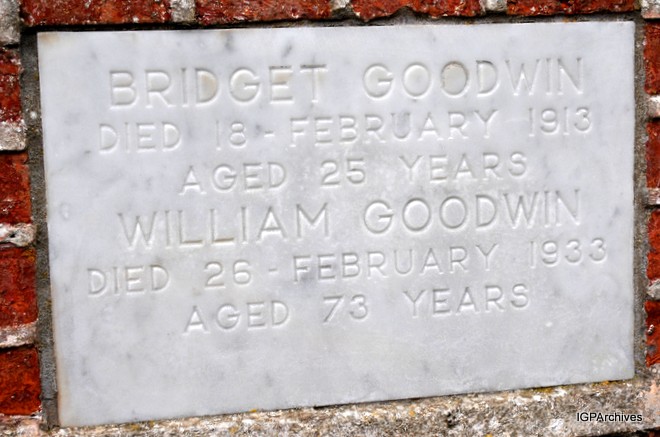 BRIDGET GOODWIN
DIED 18 - FEBRUARY 1913
AGED 25 YEARS
WILLIAM GOODWIN
DIED 26 - FEBRUARY 1933
AGED 73 YEARS
IGPArchives